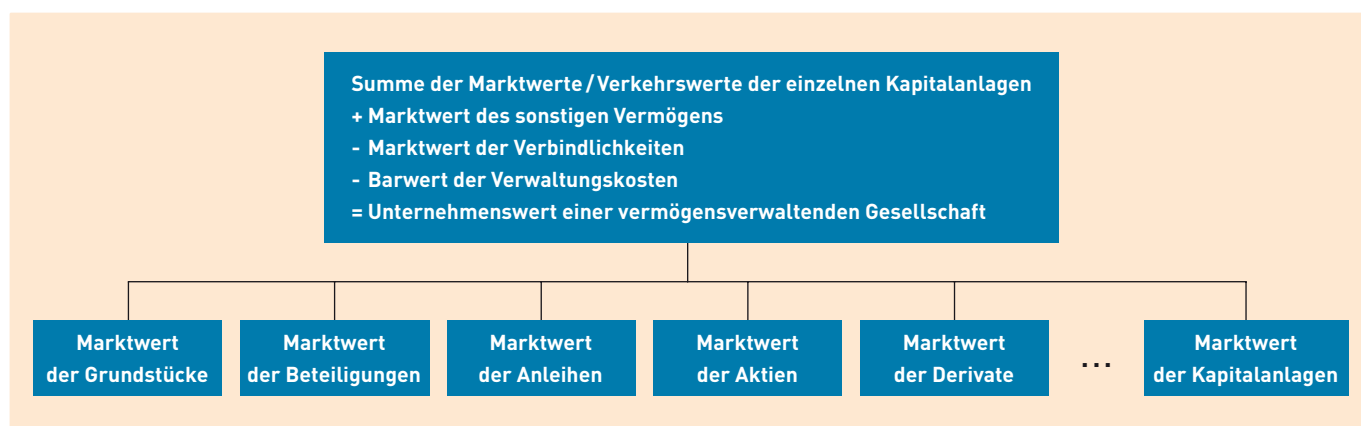 Summe der Marktwerte/Verkehrswerte der einzelnen Kapitalanlagen
+ Marktwert des sonstigen Vermögens
- Marktwert der Verbindlichkeiten
- Barwert der Verwaltungskosten
= Unternehmenswert einer vermögensverwaltenden Gesellschaft
Marktwert
der Grundstücke
Marktwert
der Beteiligungen
Marktwert
der Anleihen
Marktwert
der Aktien
Marktwert
der Derivate
...
Marktwert
der Kapitalanlagen